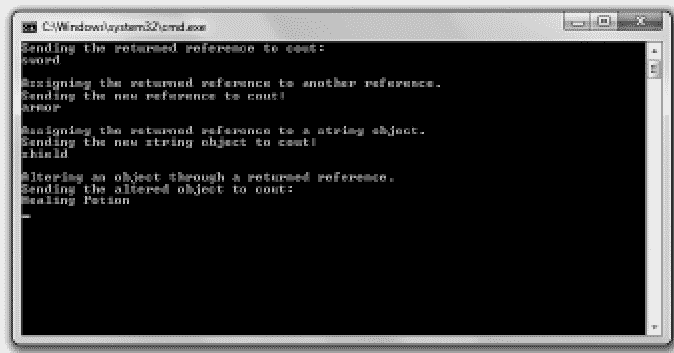 C:\Windows\system32\cmd.exe
Sending the returned reference to cout:
sword
Assigning the returned reference to another reference.
Sending the new reference to cout:
armor
Assigning the returned reference to a string object.
Sending the new string object to cout:
shield
Altering an object through a returned reference.
Sending the altered object to cout:
Healing Potion